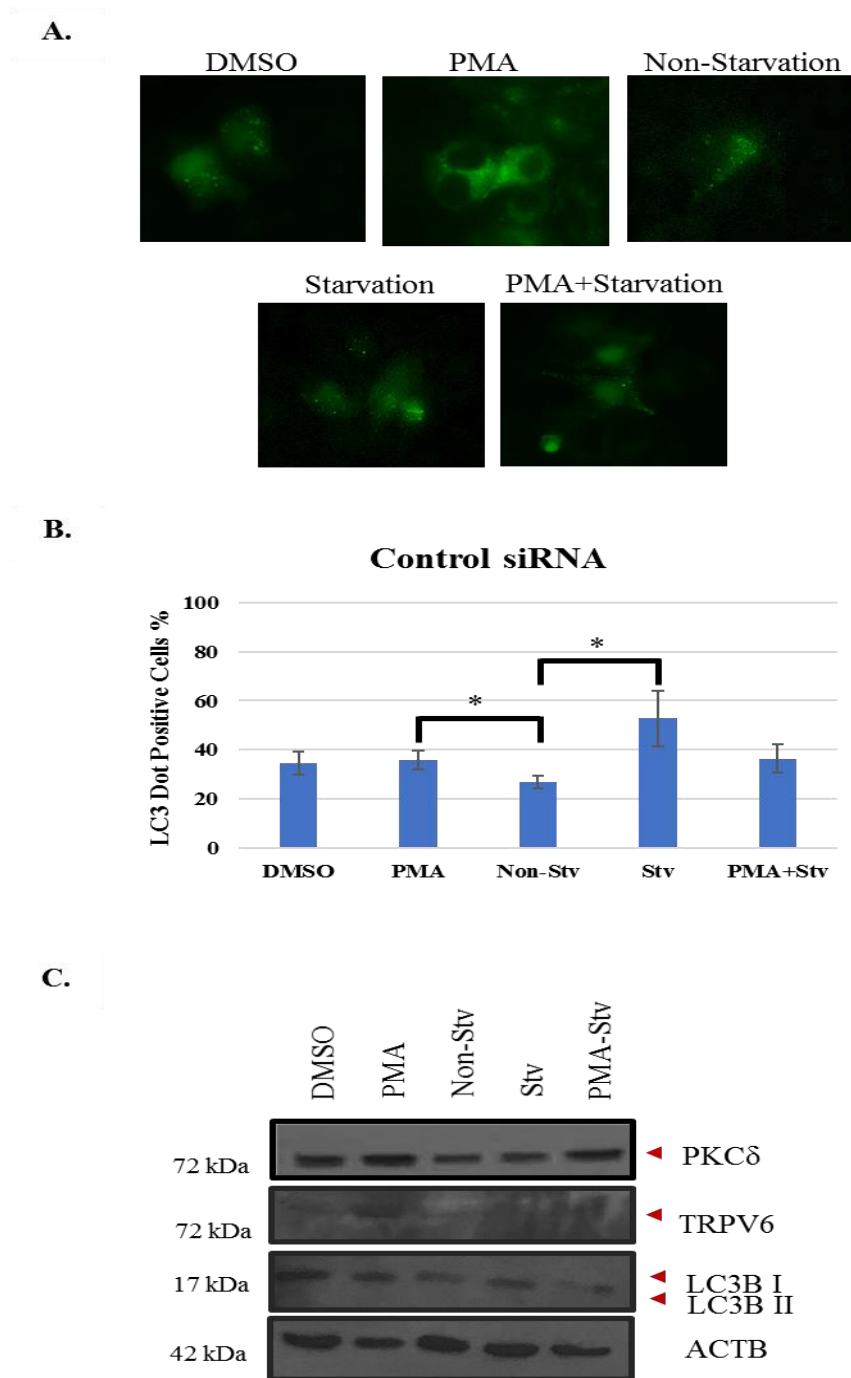 A.
DMSO PMA Non-Starvation
Starvation PMA+Starvation
B.
Control siRNA
LC3 Dot Positive Cells %
100
80
60
40
20
0
*
*
DMSO PMA Non-Stv Stv PMA+Stv
C.
DMSO PMA Non-Stv Stv PMA-Stv
72 kDa PKCδ
72 kDa TRPV6
17 kDa LC3B I
LC3B II
42 kDa ACTB